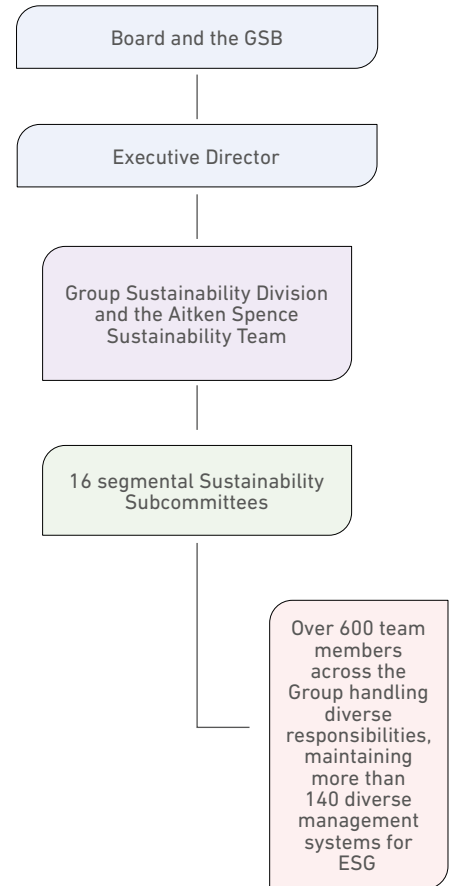 Board and the GSB
Executive Director
Group Sustainability Division
and the Aitken Spence
Sustainability Team
16 segmental Sustainability
Subcommittees
Over 600 team
members
across the
Group handling
diverse
responsibilities,
maintaining
more than
140 diverse
management
systems for
ESG